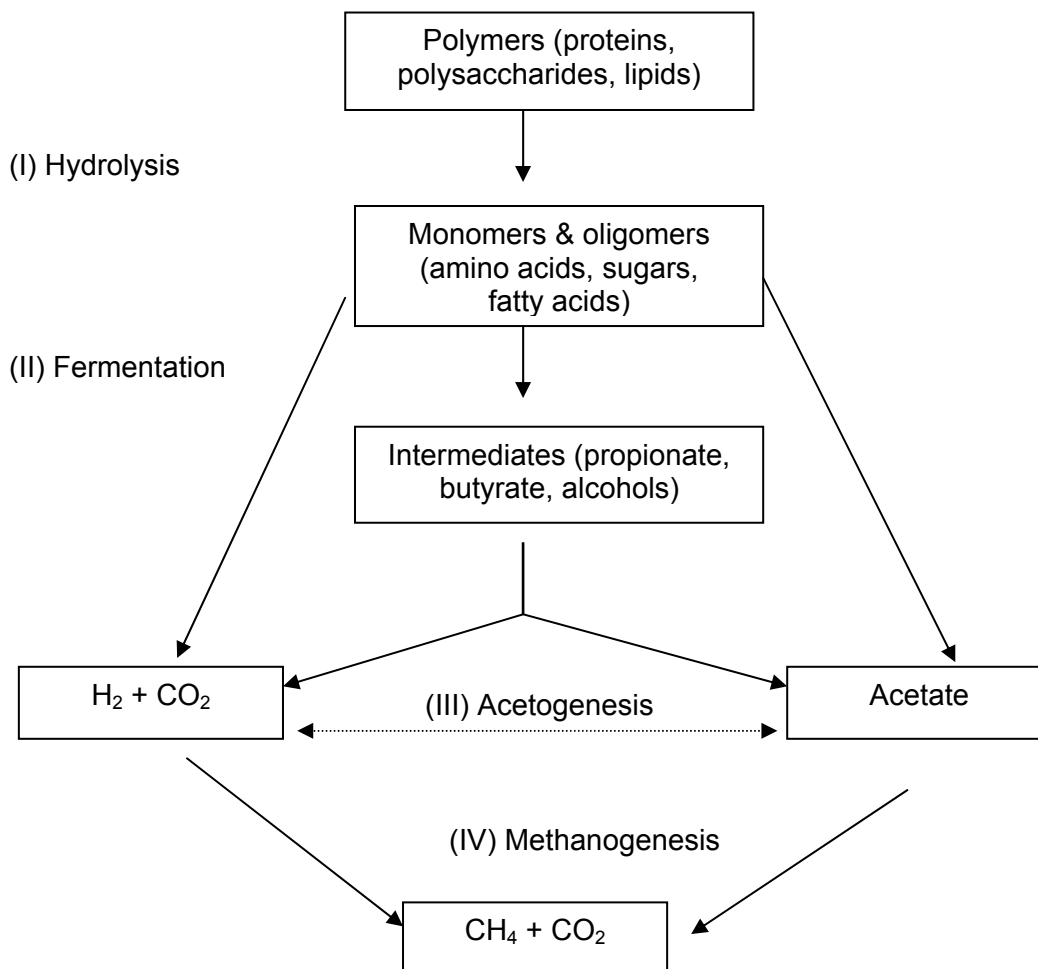 Polymers (proteins,
polysaccharides, lipids)
(I) Hydrolysis
Monomers & oligomers
(amino acids, sugars,
fatty acids)
(II) Fermentation
Intermediates (propionate,
butyrate, alcohols)
H₂ + CO₂
(III) Acetogenesis
Acetate
(IV) Methanogenesis
CH₄ + CO₂